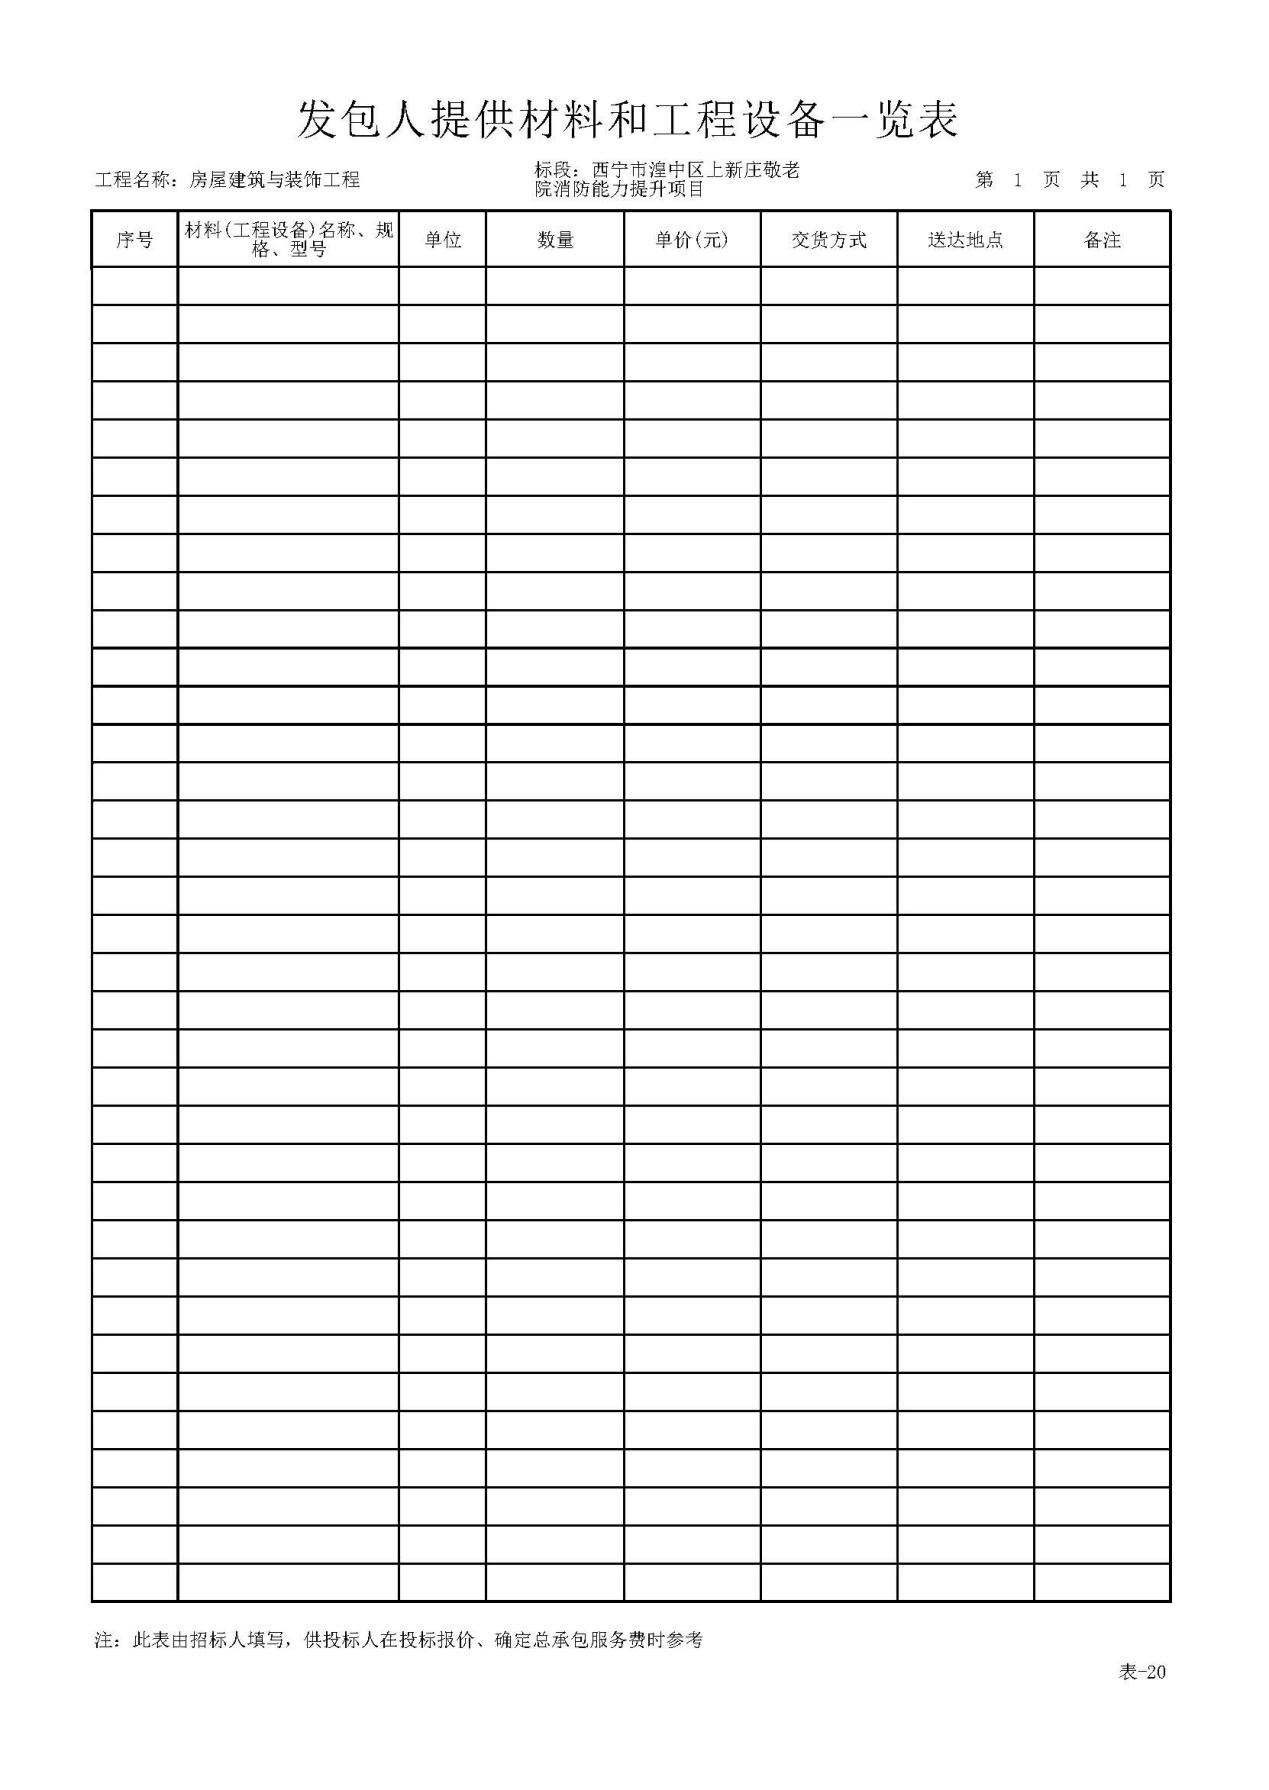 发包人提供材料和工程设备一览表
工程名称：房屋建筑与装饰工程
标段：西宁市湟中区上新庄敬老
院消防能力提升项目
第 1 页 共 1 页
序号
材料(工程设备)名称、规
格、型号
单位
数量
单价(元)
交货方式
送达地点
备注
注：此表由招标人填写，供投标人在投标报价、确定总承包服务费时参考
表-20